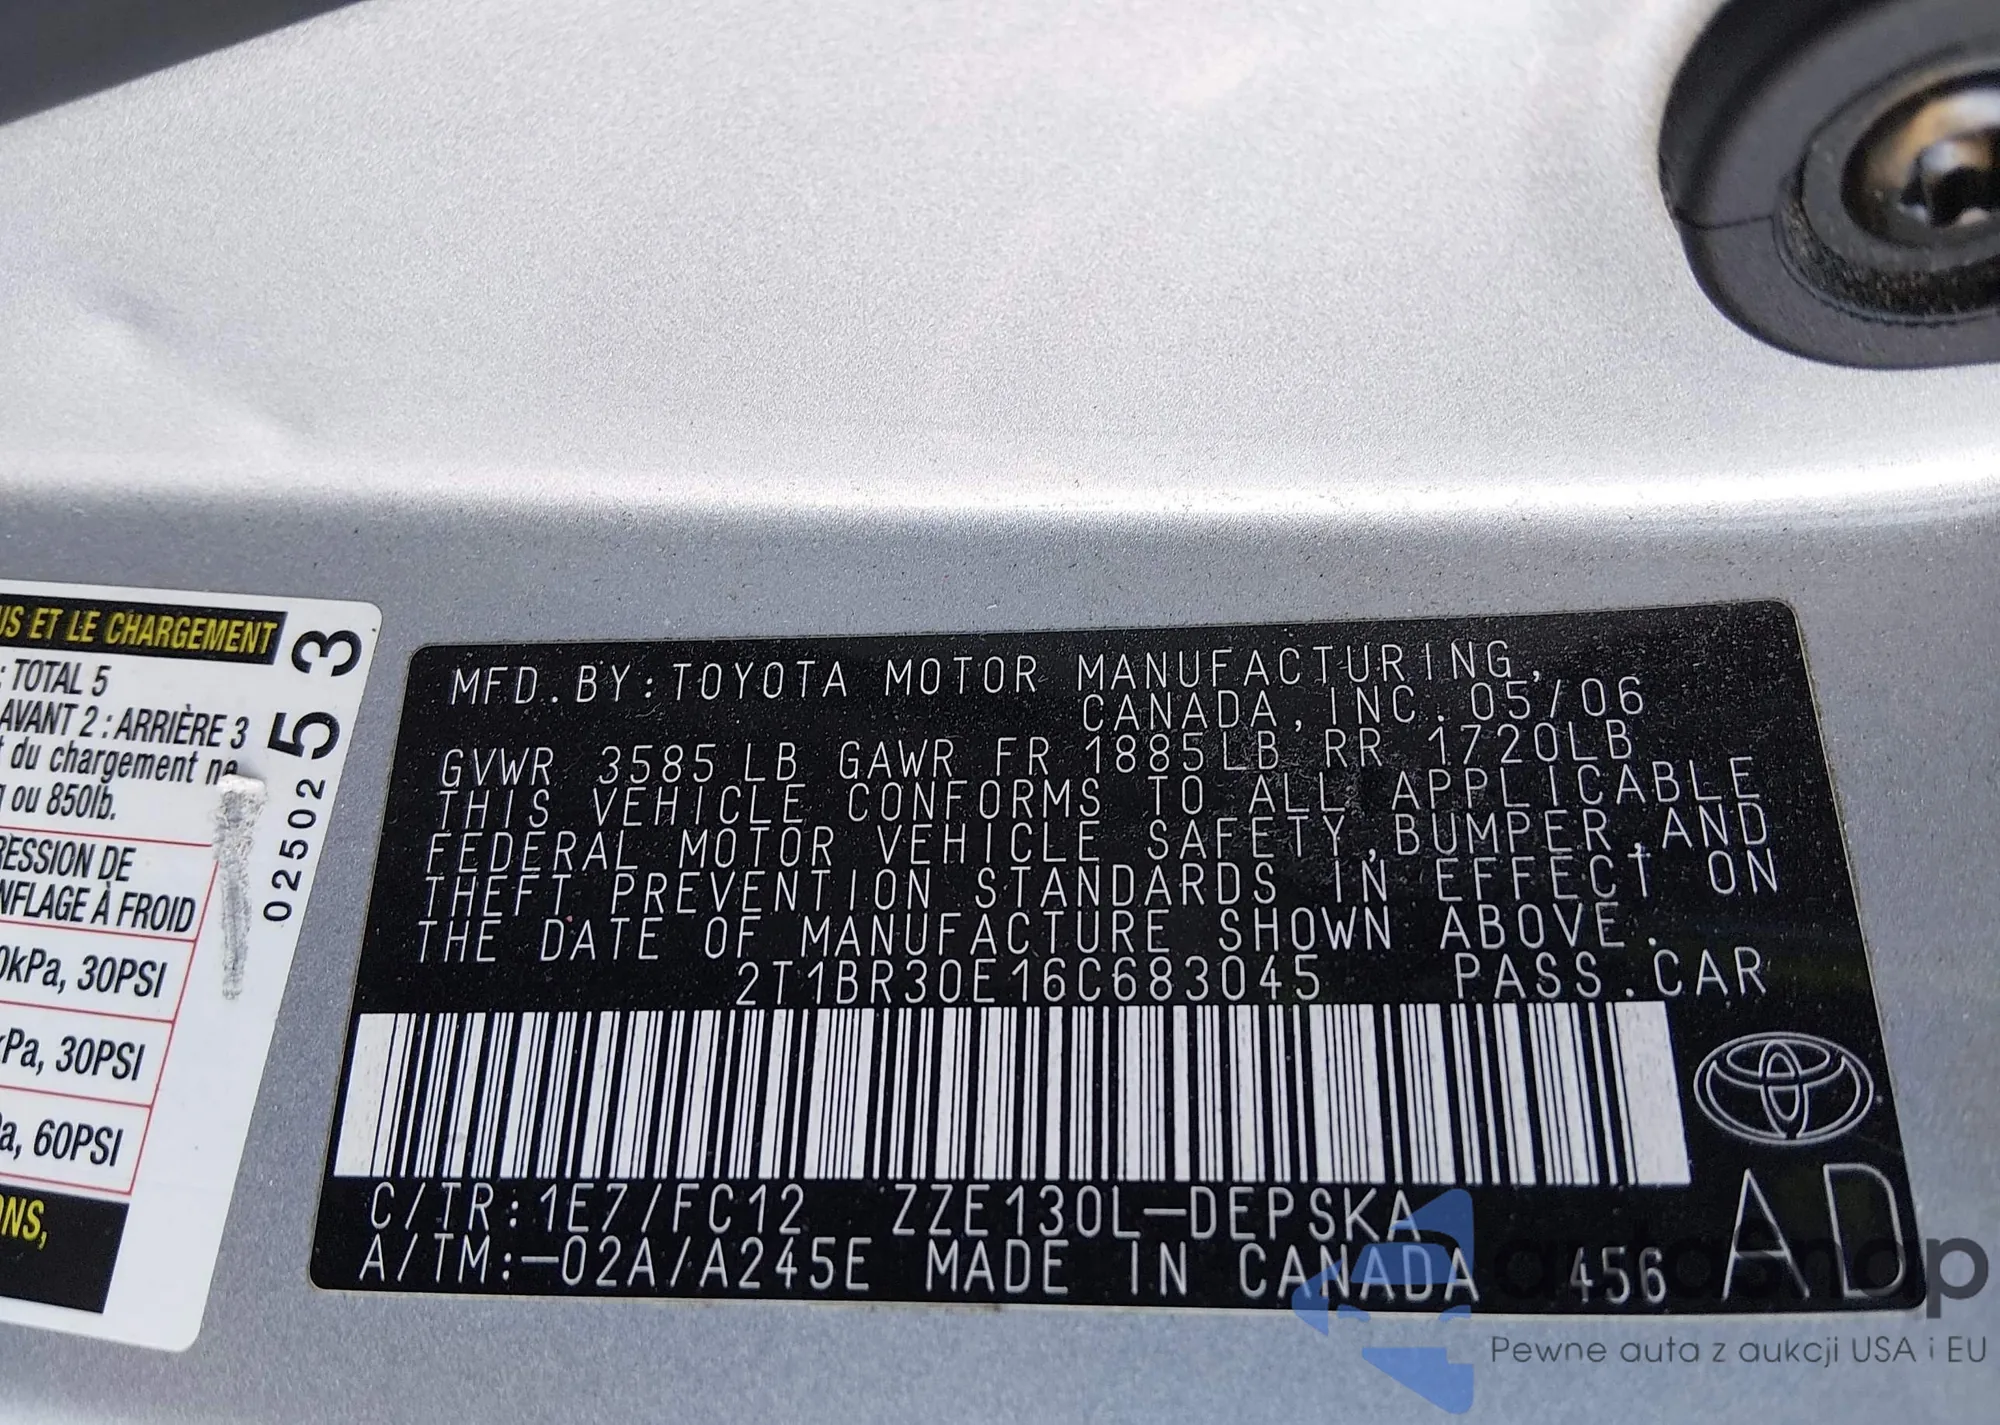 US ET LE CHARGEMENT
: TOTAL 5
AVANT 2 : ARRIÈRE 3
t du chargement ne
ou 850lb.
RESSION DE
NFLAGE À FROID
0kPa, 30PSI
kPa, 30PSI
a, 60PSI
ONS,
02502 5 3
MFD.BY:TOYOTA MOTOR MANUFACTURING,
CANADA,INC. 05/06
GVWR 3585LB GAWR FR 1885LB RR 1720LB
THIS VEHICLE CONFORMS TO ALL APPLICABLE
FEDERAL MOTOR VEHICLE SAFETY,BUMPER,AND
THEFT PREVENTION STANDARDS IN EFFECT ON
THE DATE OF MANUFACTURE SHOWN ABOVE.
2T1BR30E16C683045 PASS.CAR
C/TR:1E7/FC12 ZZE130L-DEPSKA
A/TM:-02A/A245E MADE IN CANADA 456
AD
autosnap
Pewne auta z aukcji USA i EU